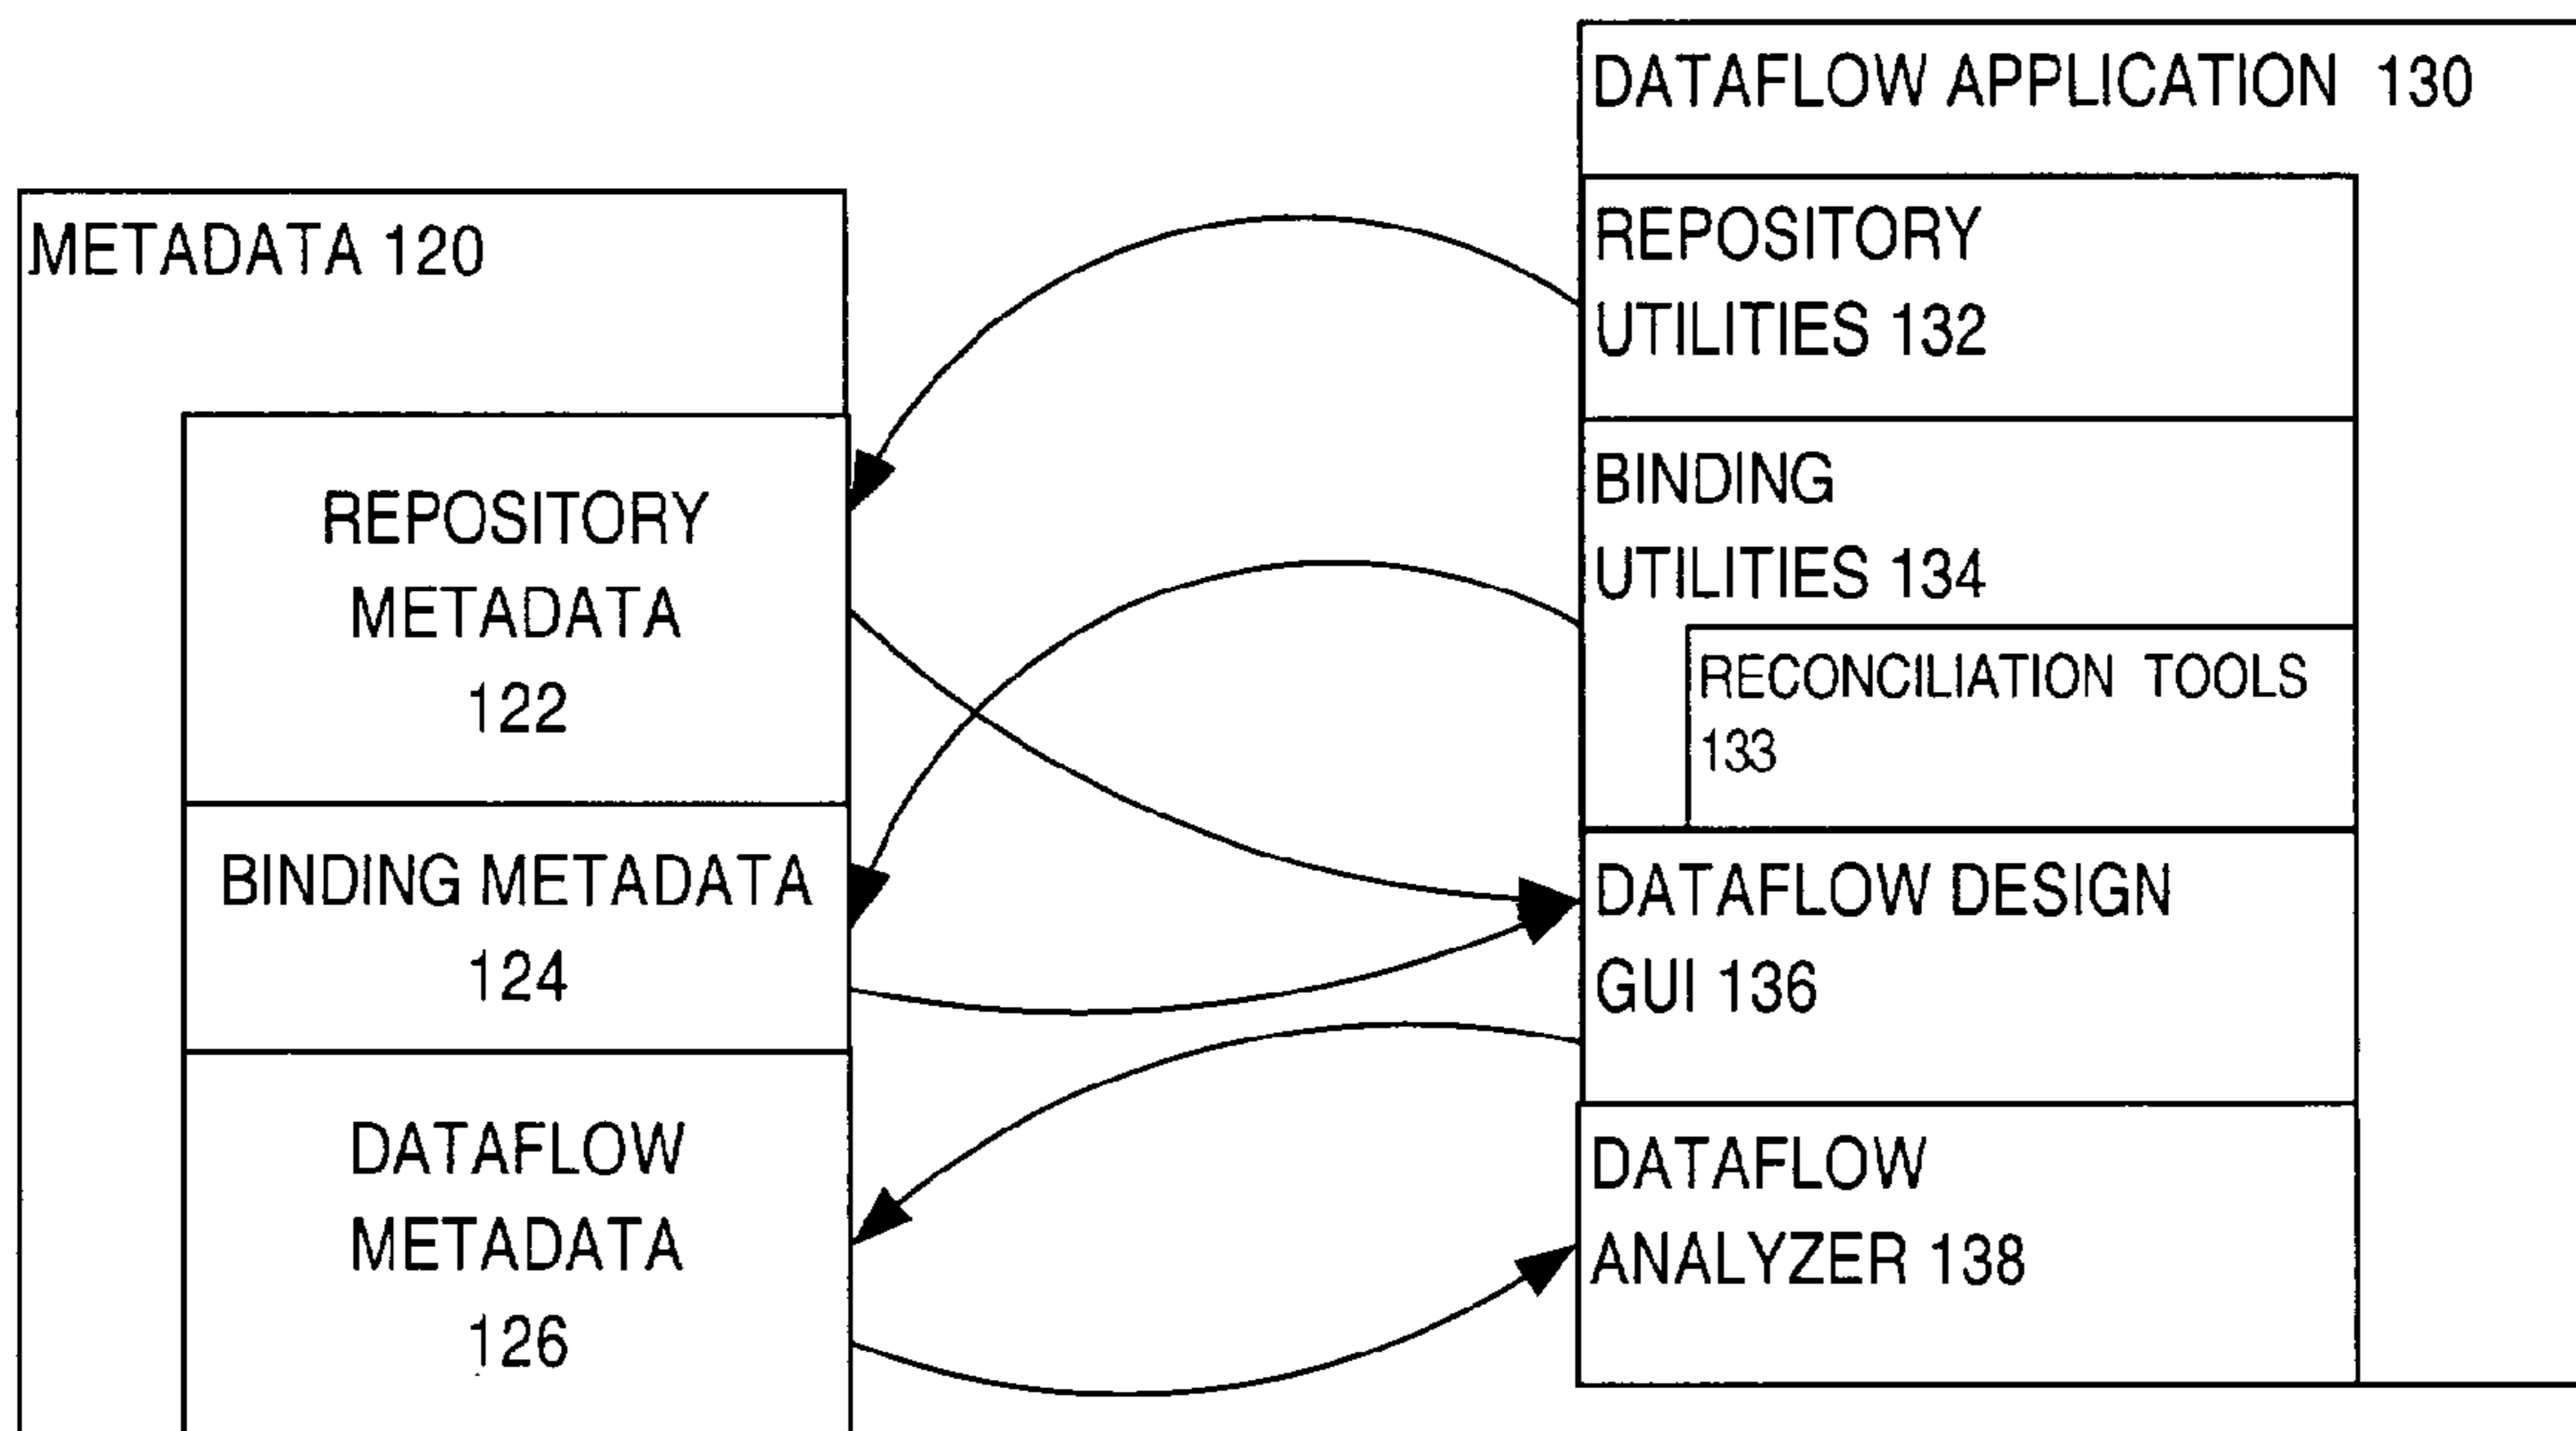 METADATA 120
REPOSITORY
METADATA
122
BINDING METADATA
124
DATAFLOW
METADATA
126
DATAFLOW APPLICATION 130
REPOSITORY
UTILITIES 132
BINDING
UTILITIES 134
RECONCILIATION TOOLS
133
DATAFLOW DESIGN
GUI 136
DATAFLOW
ANALYZER 138